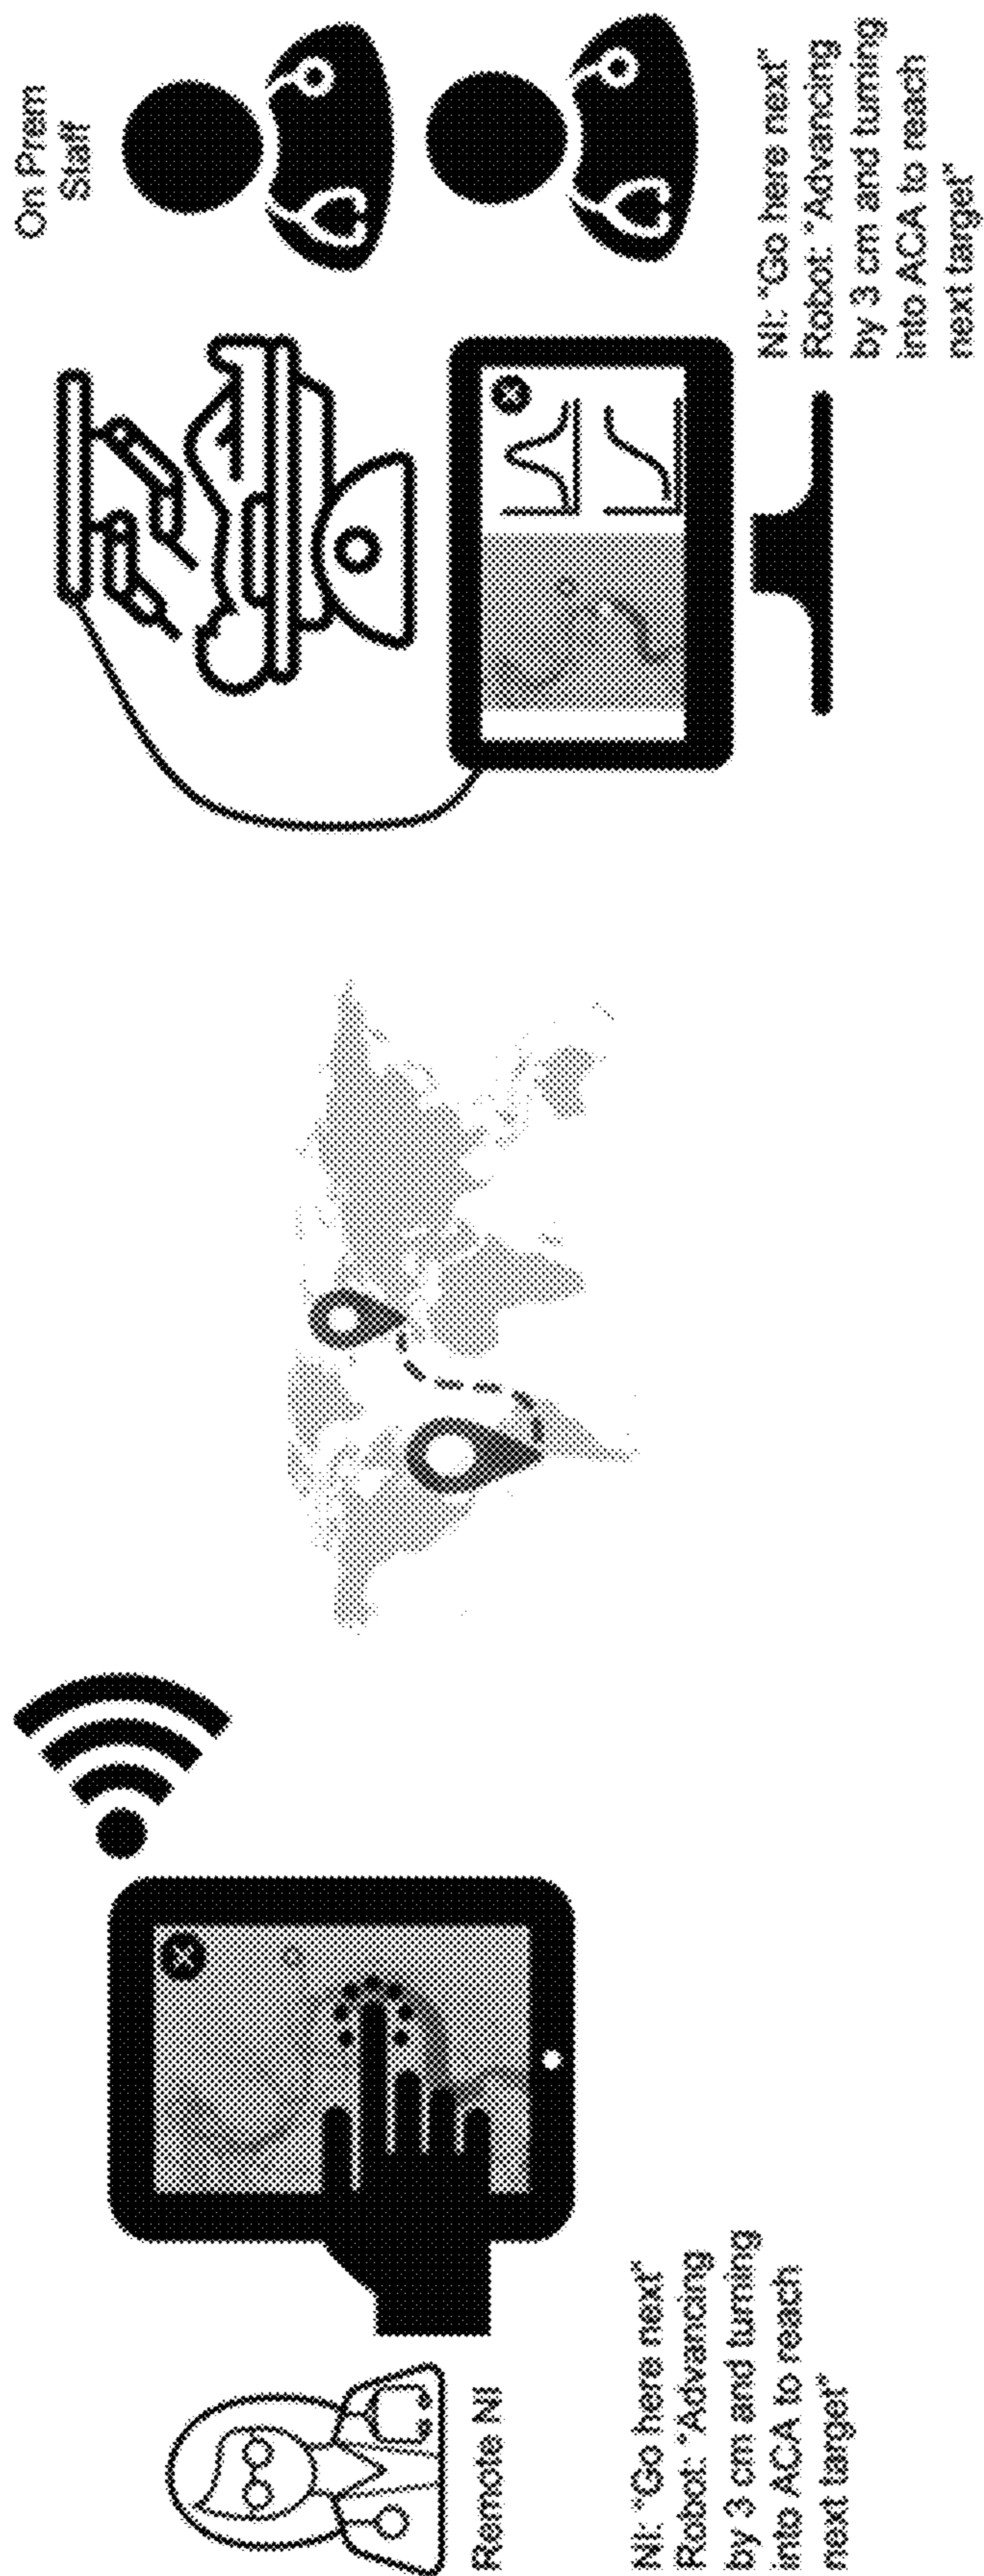 Remote NI
NI: "Go here next"
Robot: "Advancing
by 3 cm and turning
into ACA to reach
next target"
On Prem
Staff
NI: "Go here next"
Robot: "Advancing
by 3 cm and turning
into ACA to reach
next target"